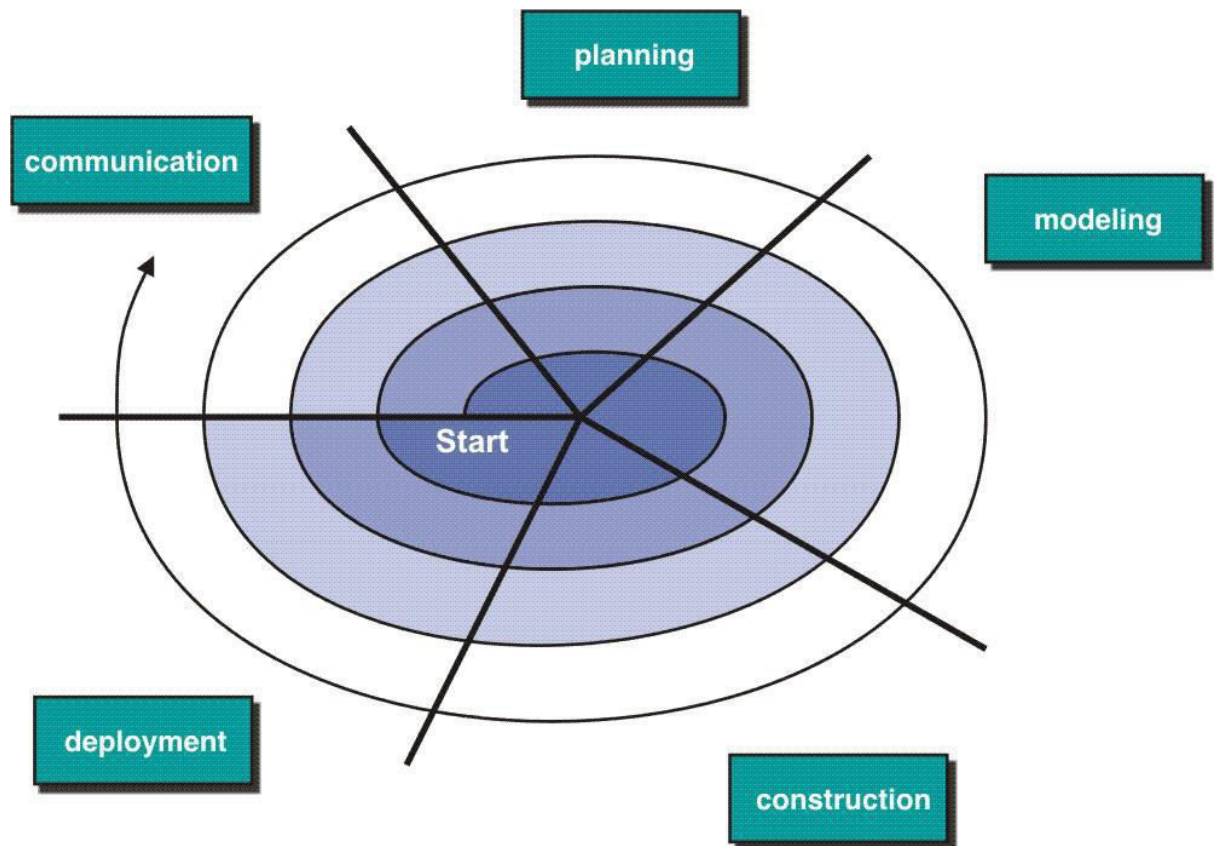 planning
communication
modeling
Start
deployment
construction